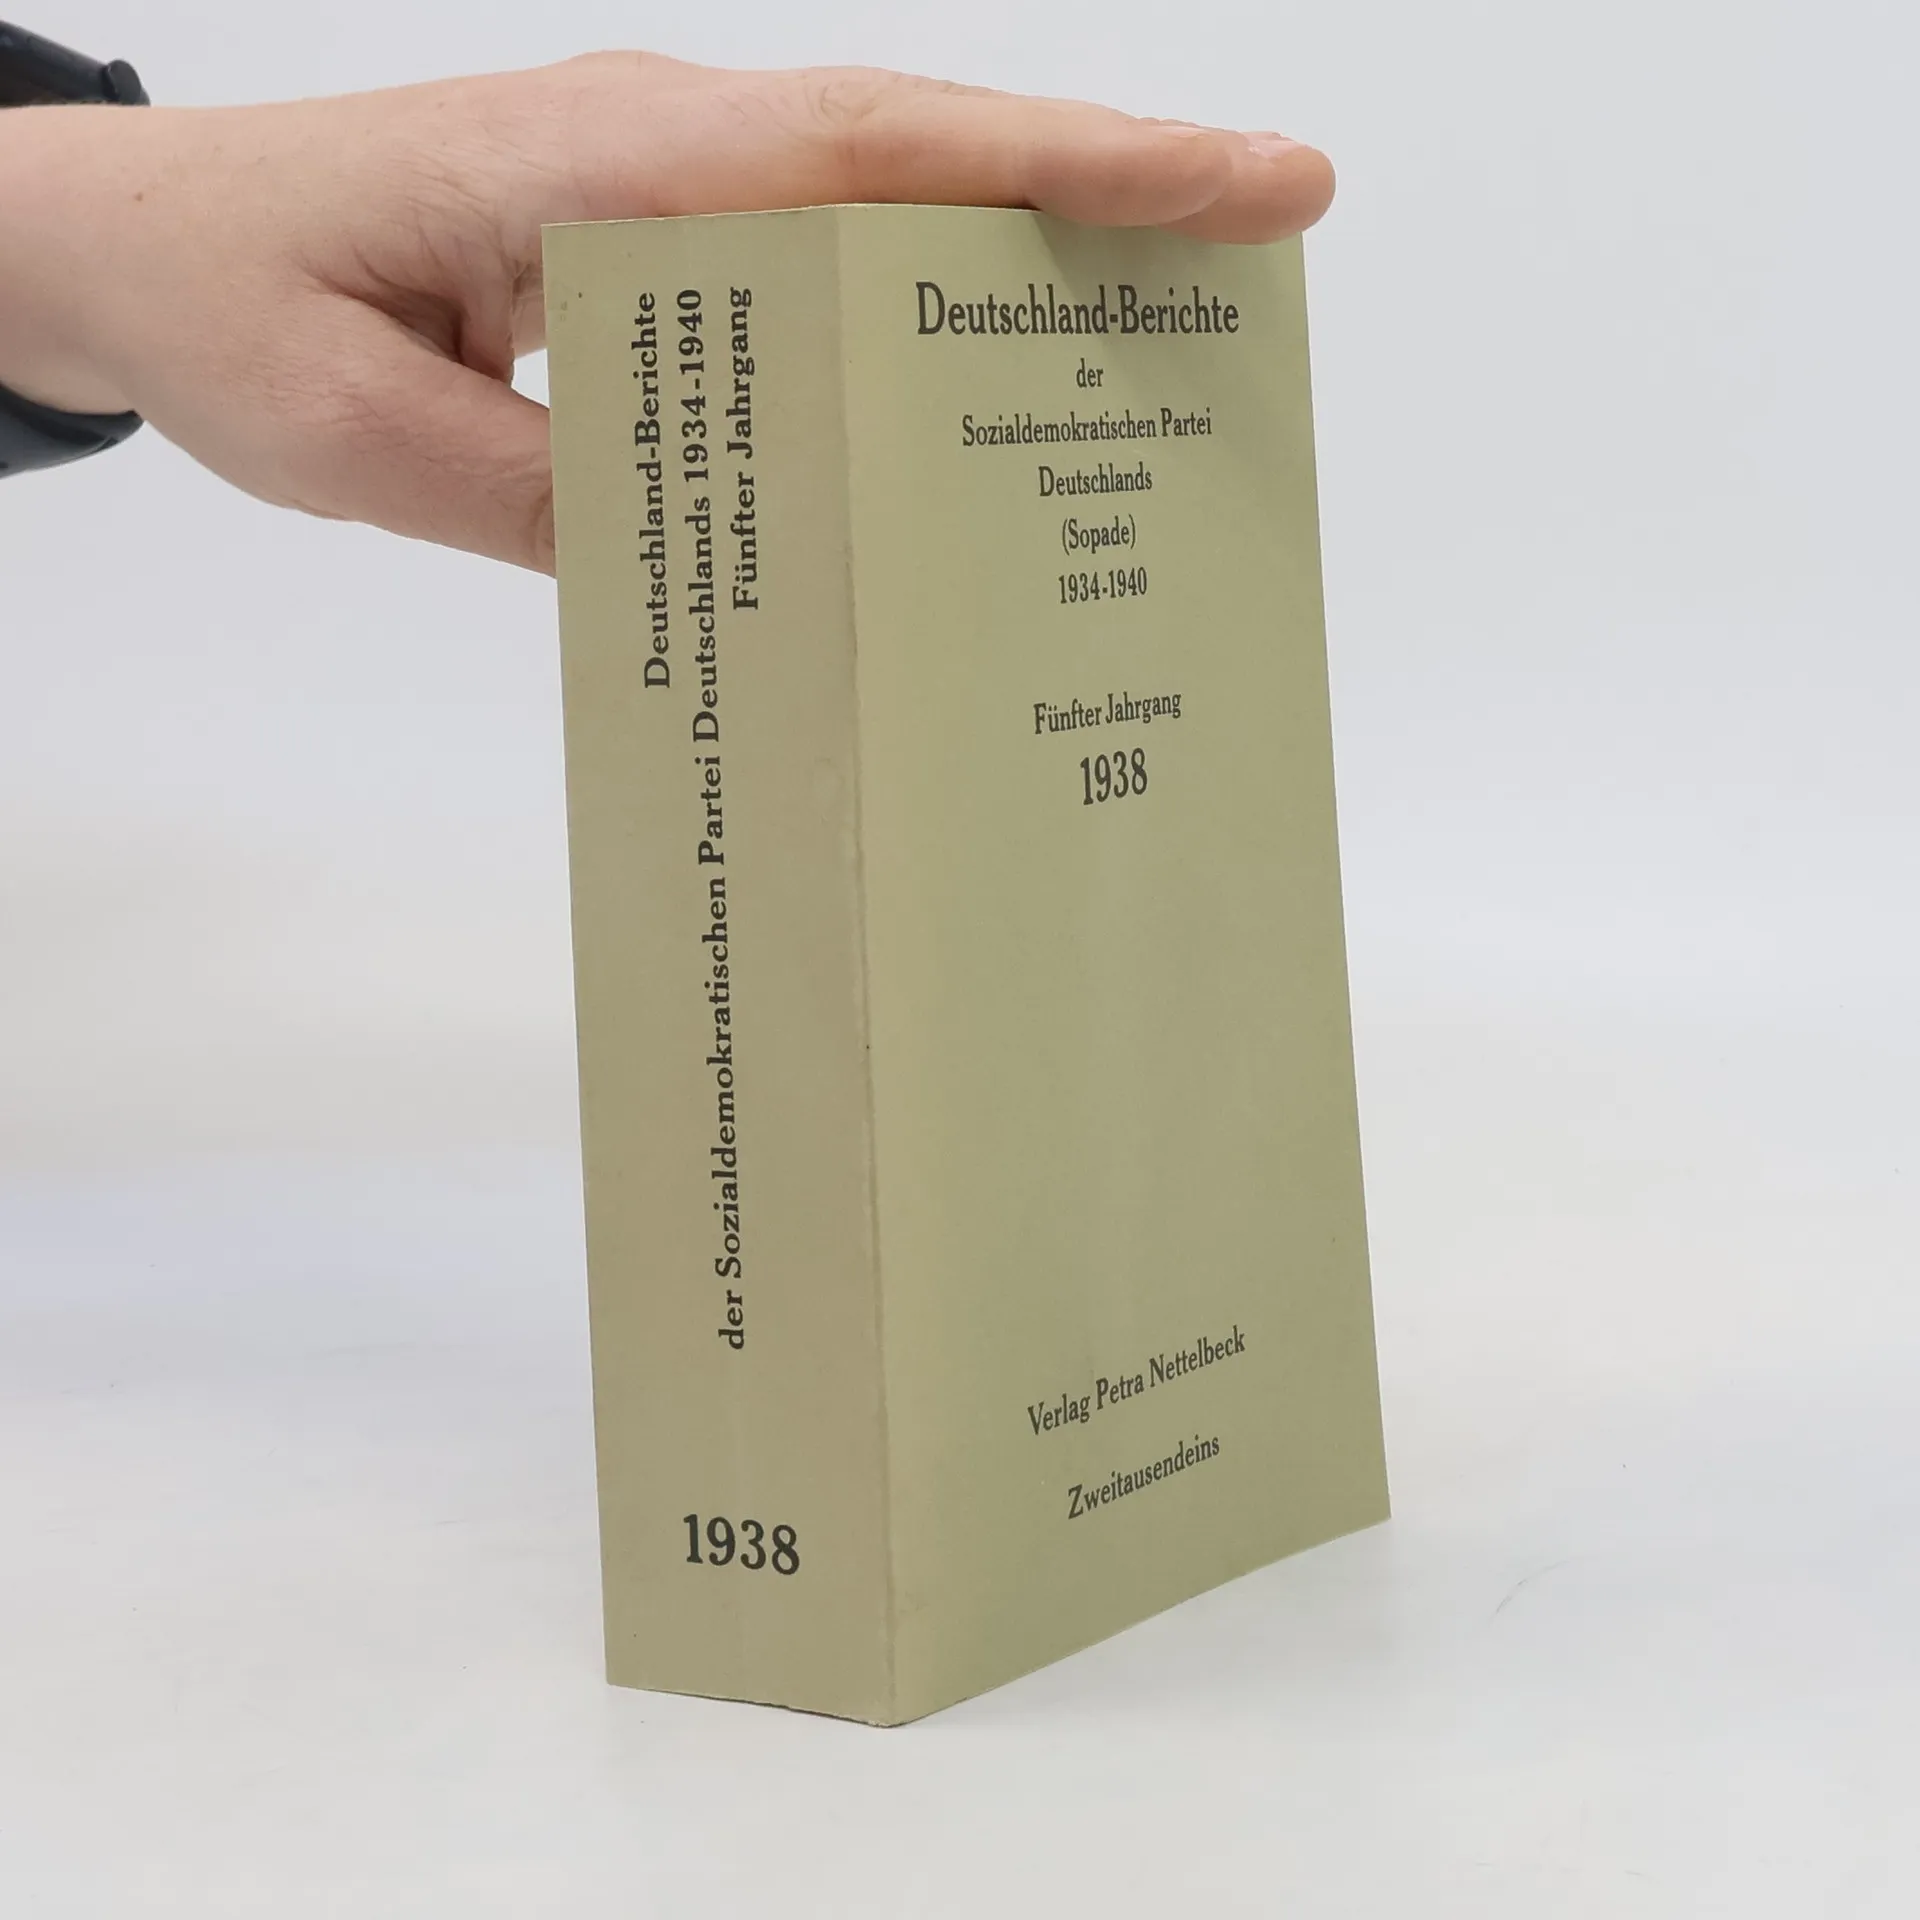 Deutschland-Berichte
der Sozialdemokratischen Partei Deutschlands 1934-1940
Fünfter Jahrgang
1938
Deutschland-Berichte
der
Sozialdemokratischen Partei
Deutschlands
(Sopade)
1934-1940
Fünfter Jahrgang
1938
Verlag Petra Nettelbeck
Zweitausendeins